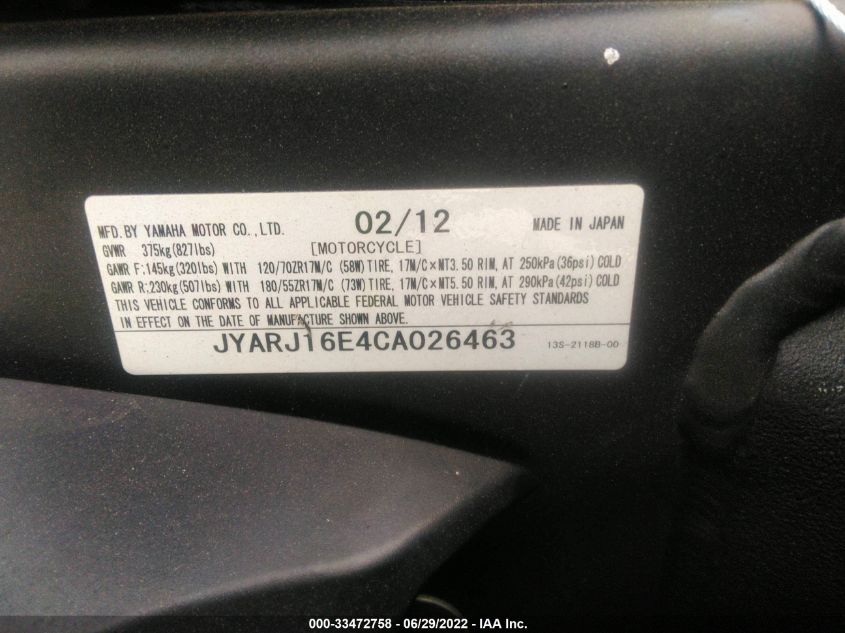 MFD.BY YAMAHA MOTOR CO.,LTD. 02/12 MADE IN JAPAN
GVWR 375kg(827lbs) [MOTORCYCLE]
GAWR F:145kg(320lbs) WITH 120/70ZR17M/C (58W)TIRE, 17M/C×MT3.50 RIM, AT 250kPa(36psi) COLD
GAWR R:230kg(507lbs) WITH 180/55ZR17M/C (73W)TIRE, 17M/C×MT5.50 RIM, AT 290kPa(42psi) COLD
THIS VEHICLE CONFORMS TO ALL APPLICABLE FEDERAL MOTOR VEHICLE SAFETY STANDARDS
IN EFFECT ON THE DATE OF MANUFACTURE SHOWN ABOVE.
JYARJ16E4CA026463 13S-2118B-00
000-33472758 - 06/29/2022 - IAA Inc.